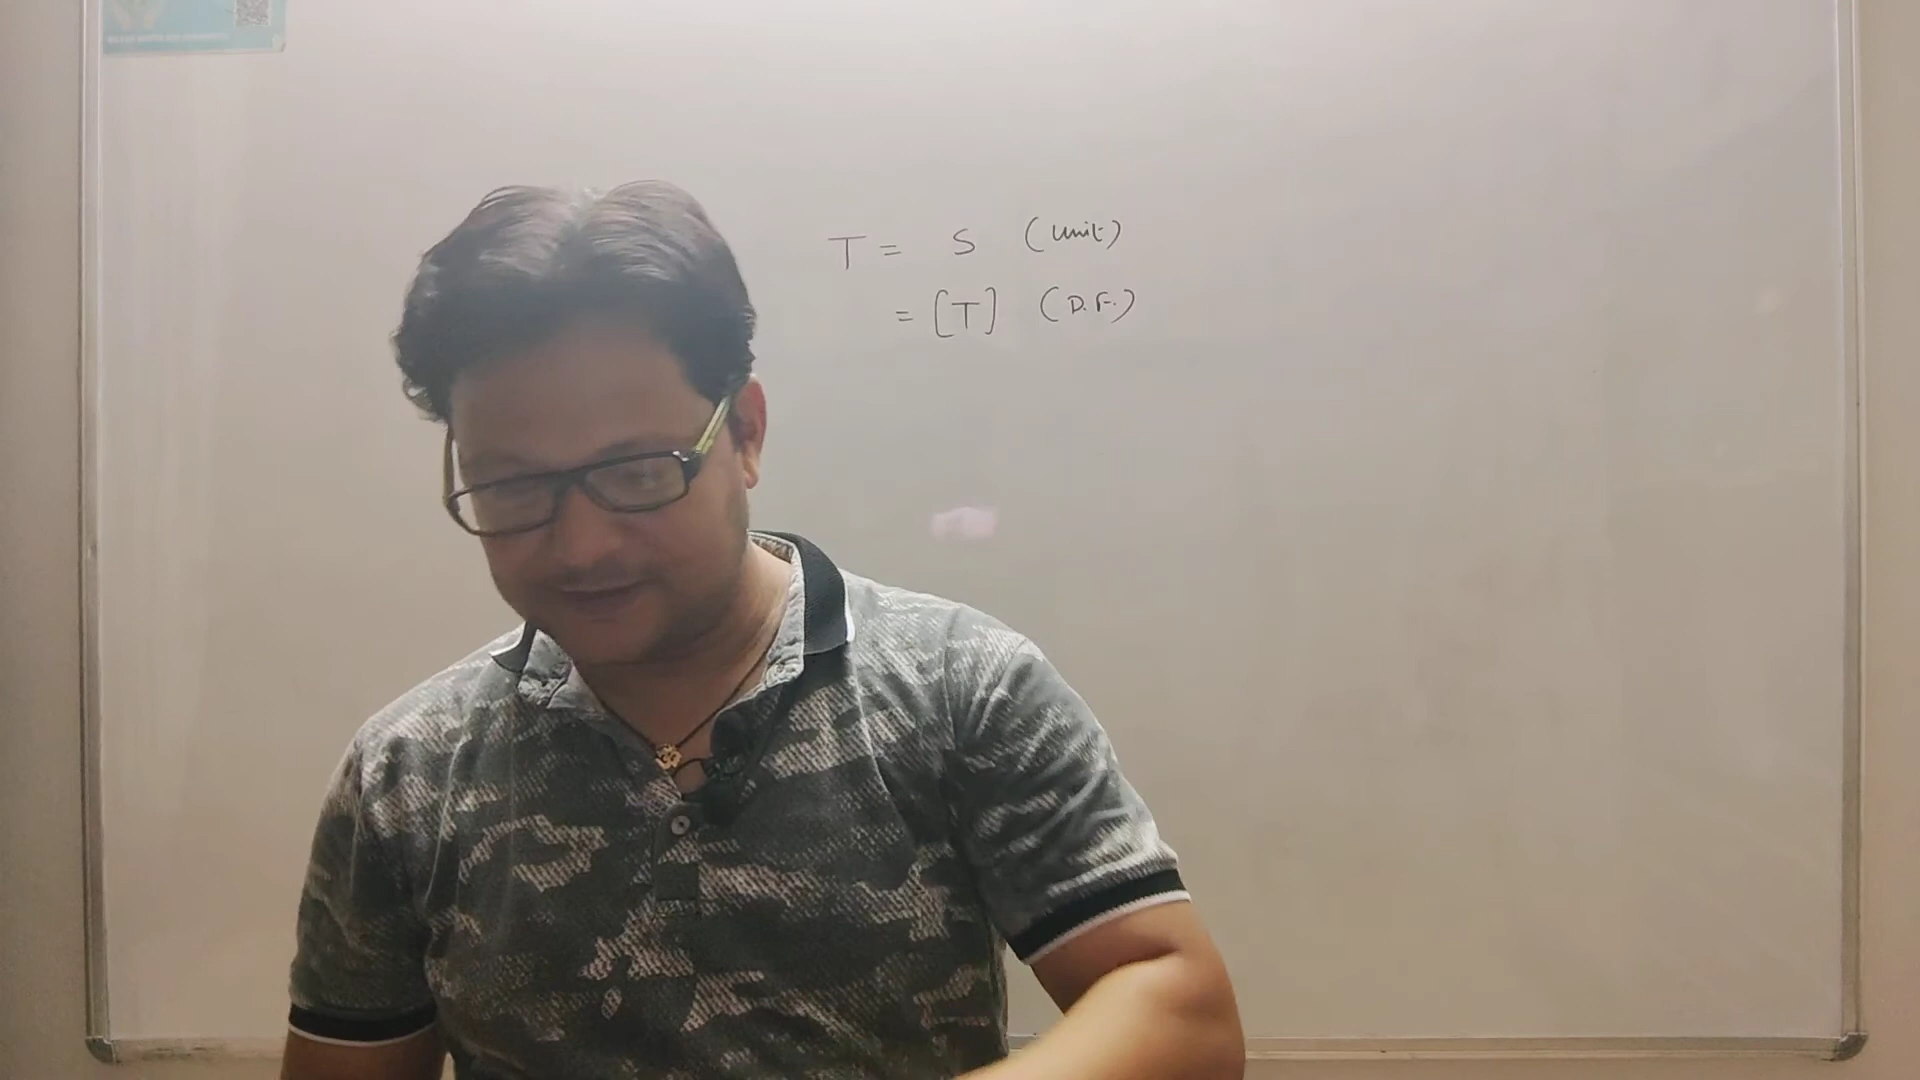 T = S (Unit)
= [T] (D.F.)